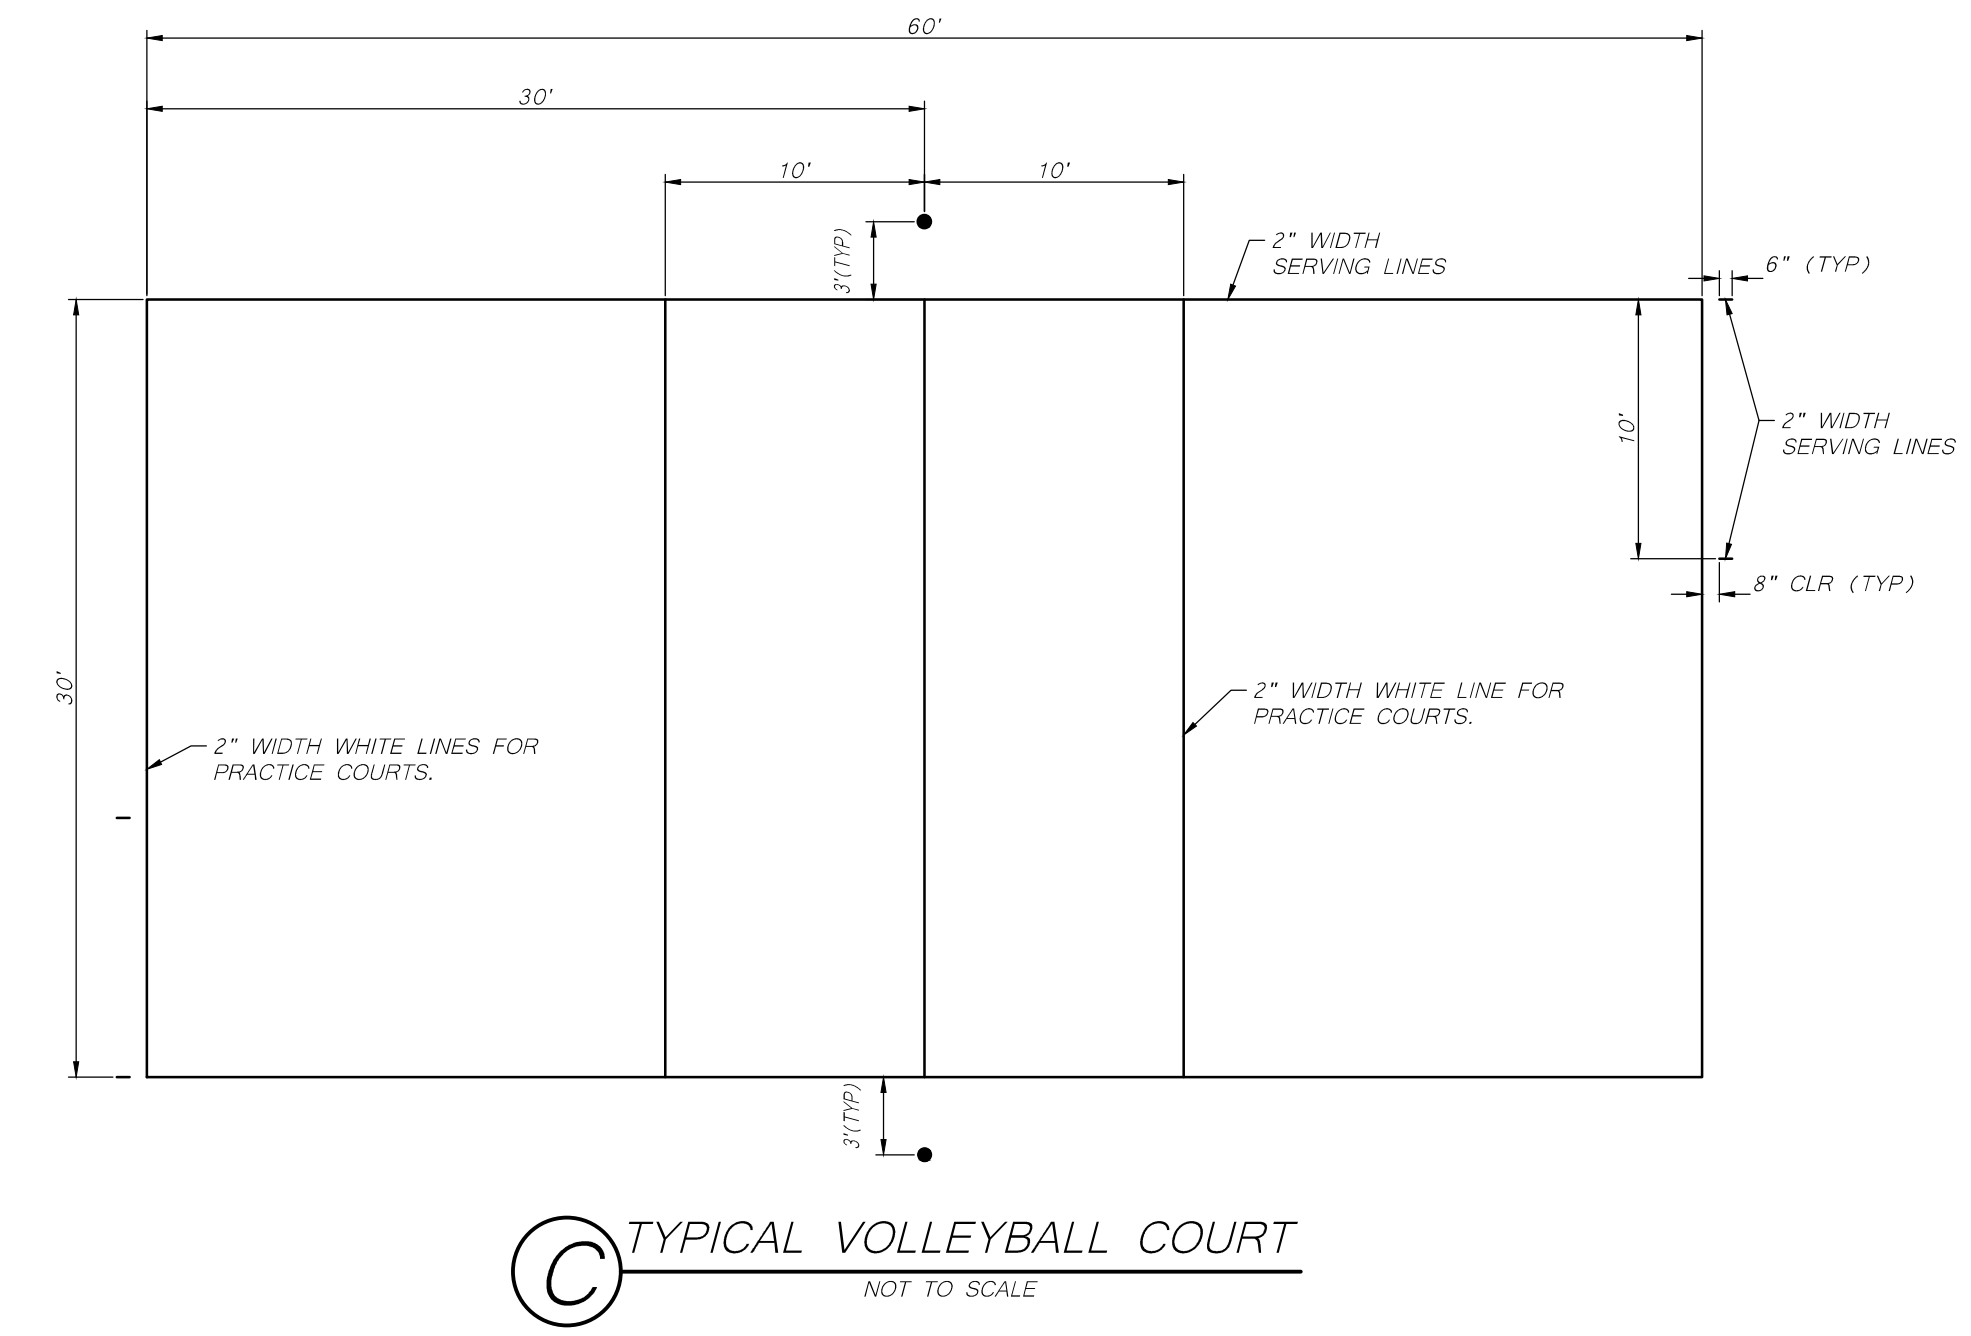 60'
30'
10'
10'
3'(TYP)
2" WIDTH
SERVING LINES
6" (TYP)
10'
2" WIDTH
SERVING LINES
8" CLR (TYP)
30'
2" WIDTH WHITE LINE FOR
PRACTICE COURTS.
2" WIDTH WHITE LINES FOR
PRACTICE COURTS.
3'(TYP)
C
TYPICAL VOLLEYBALL COURT
NOT TO SCALE